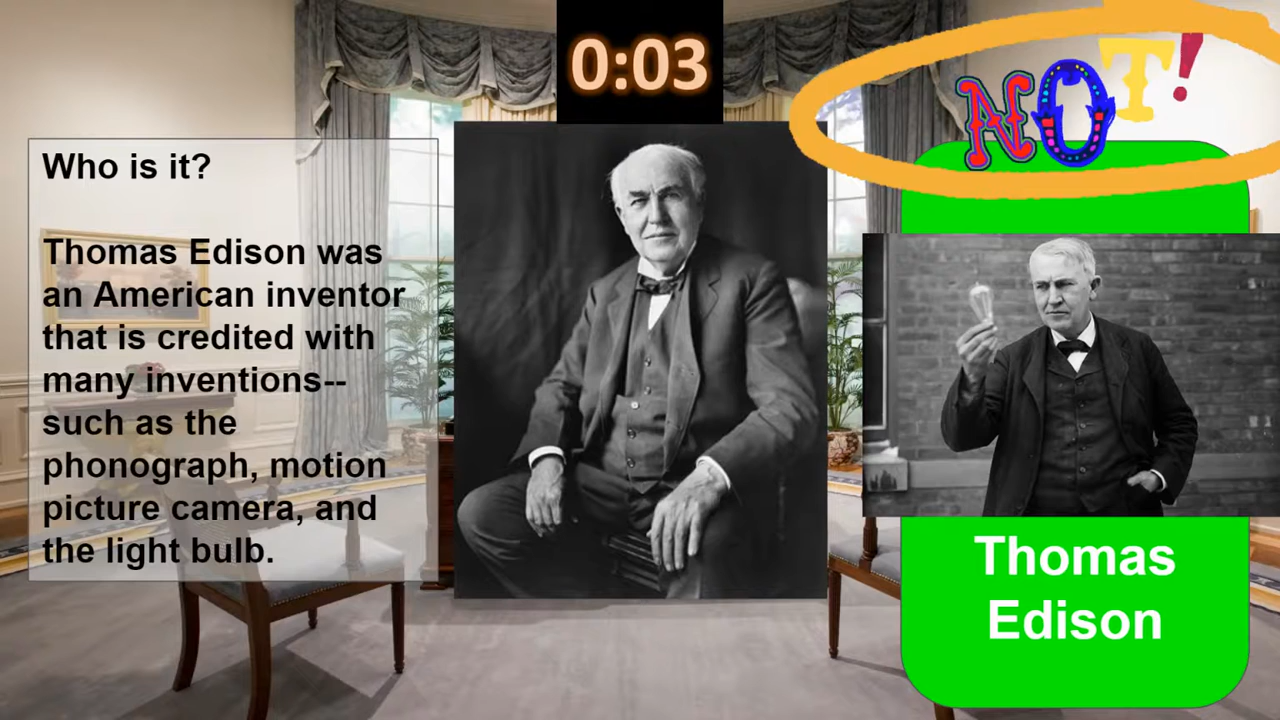 0:03
NOT!
Who is it?
Thomas Edison was
an American inventor
that is credited with
many inventions--
such as the
phonograph, motion
picture camera, and
the light bulb.
Thomas
Edison